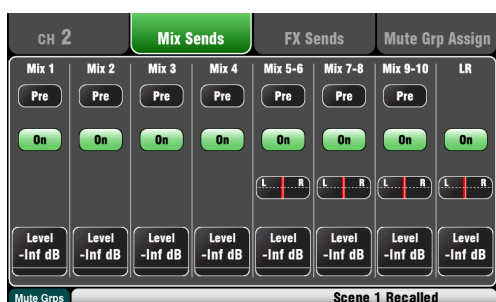 CH 2 Mix Sends FX Sends Mute Grp Assign
Mix 1 Mix 2 Mix 3 Mix 4 Mix 5-6 Mix 7-8 Mix 9-10 LR
Pre Pre Pre Pre Pre Pre Pre
On On On On On On On On
L R L R L R L R
Level Level Level Level Level Level Level Level
-Inf dB -Inf dB -Inf dB -Inf dB -Inf dB -Inf dB -Inf dB -Inf dB
Mute Grps Scene 1 Recalled